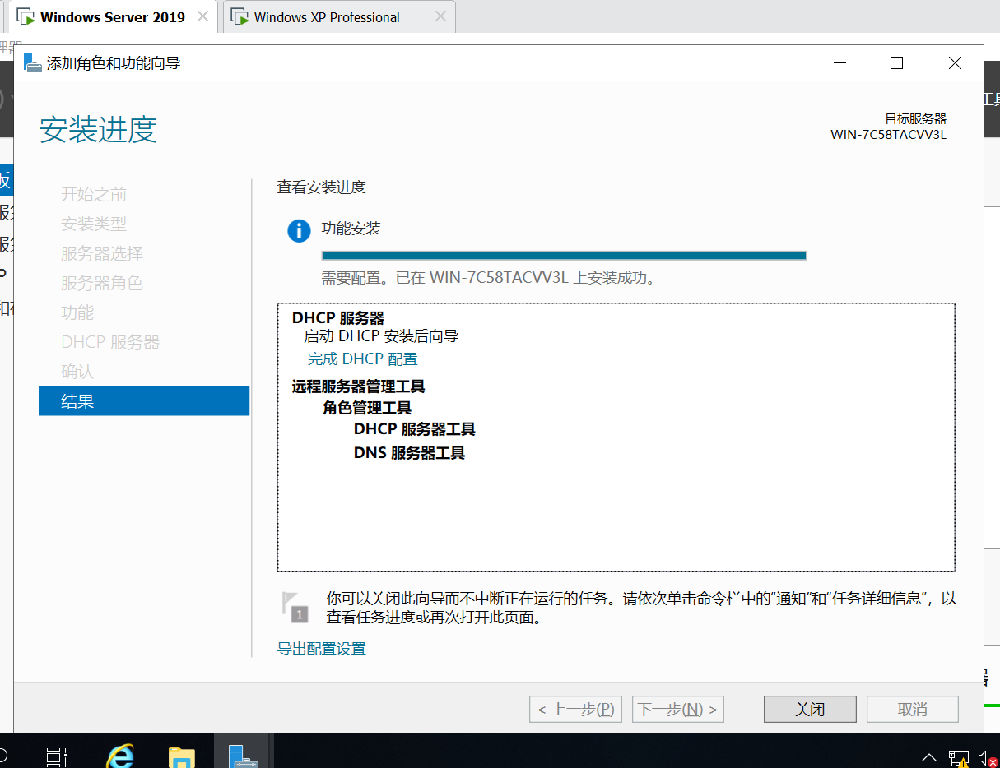 Windows Server 2019
Windows XP Professional
添加角色和功能向导
安装进度
目标服务器
WIN-7C58TACVV3L
开始之前
安装类型
服务器选择
服务器角色
功能
DHCP 服务器
确认
结果
查看安装进度
功能安装
需要配置。已在 WIN-7C58TACVV3L 上安装成功。
DHCP 服务器
启动 DHCP 安装后向导
完成 DHCP 配置
远程服务器管理工具
角色管理工具
DHCP 服务器工具
DNS 服务器工具
1
你可以关闭此向导而不中断正在运行的任务。请依次单击命令栏中的“通知”和“任务详细信息”，以
查看任务进度或再次打开此页面。
导出配置设置
< 上一步(P)
下一步(N) >
关闭
取消